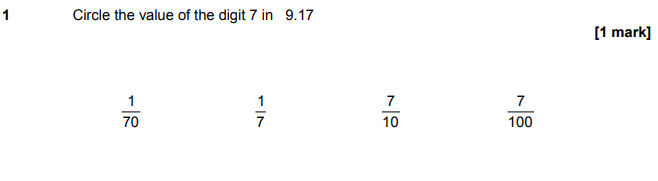 1 Circle the value of the digit 7 in 9.17
[1 mark]
1/70 1/7 7/10 7/100